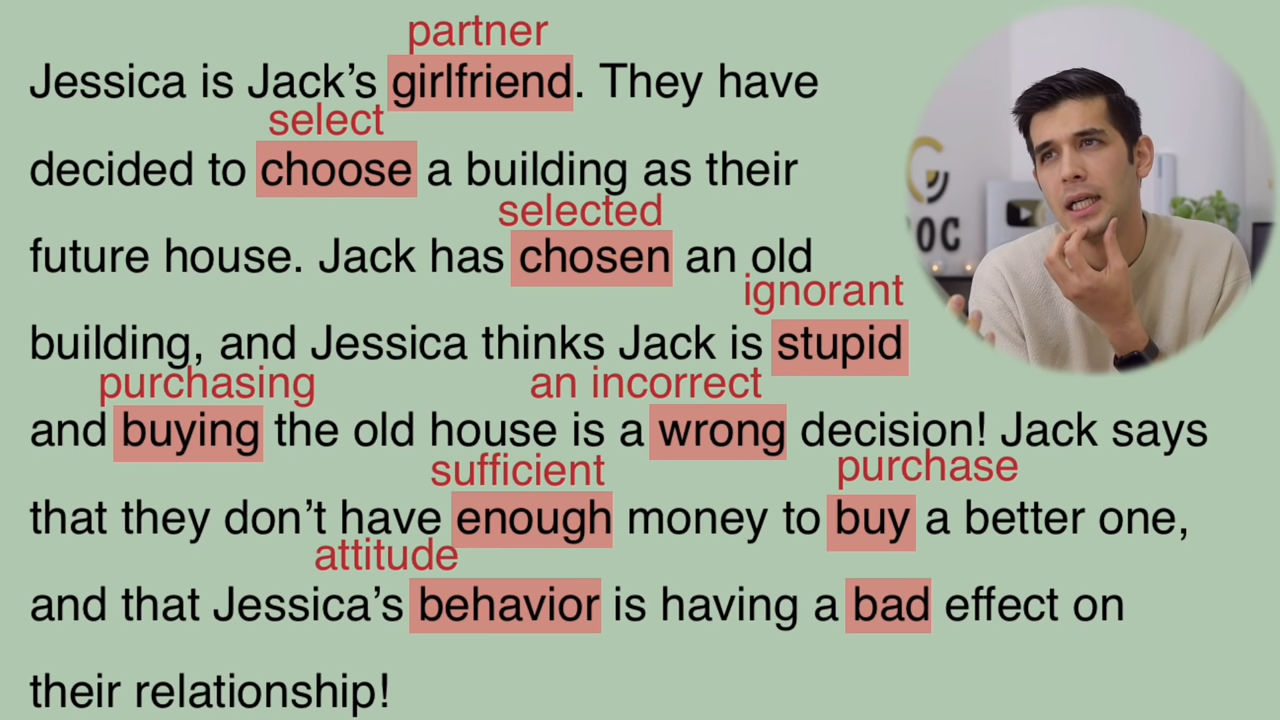 partner
Jessica is Jack’s girlfriend. They have
select
decided to choose a building as their
selected
future house. Jack has chosen an old
ignorant
building, and Jessica thinks Jack is stupid
purchasing an incorrect
and buying the old house is a wrong decision! Jack says
sufficient purchase
that they don’t have enough money to buy a better one,
attitude
and that Jessica’s behavior is having a bad effect on
their relationship!
OC